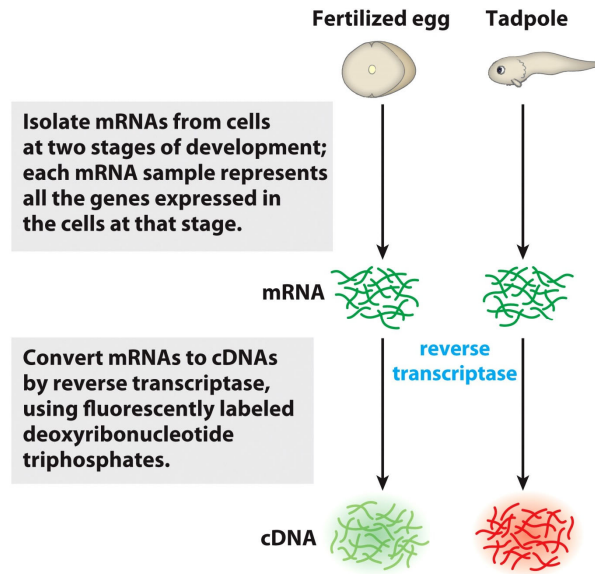 Fertilized egg
Tadpole
Isolate mRNAs from cells
at two stages of development;
each mRNA sample represents
all the genes expressed in
the cells at that stage.
mRNA
Convert mRNAs to cDNAs
by reverse transcriptase,
using fluorescently labeled
deoxyribonucleotide
triphosphates.
reverse
transcriptase
cDNA